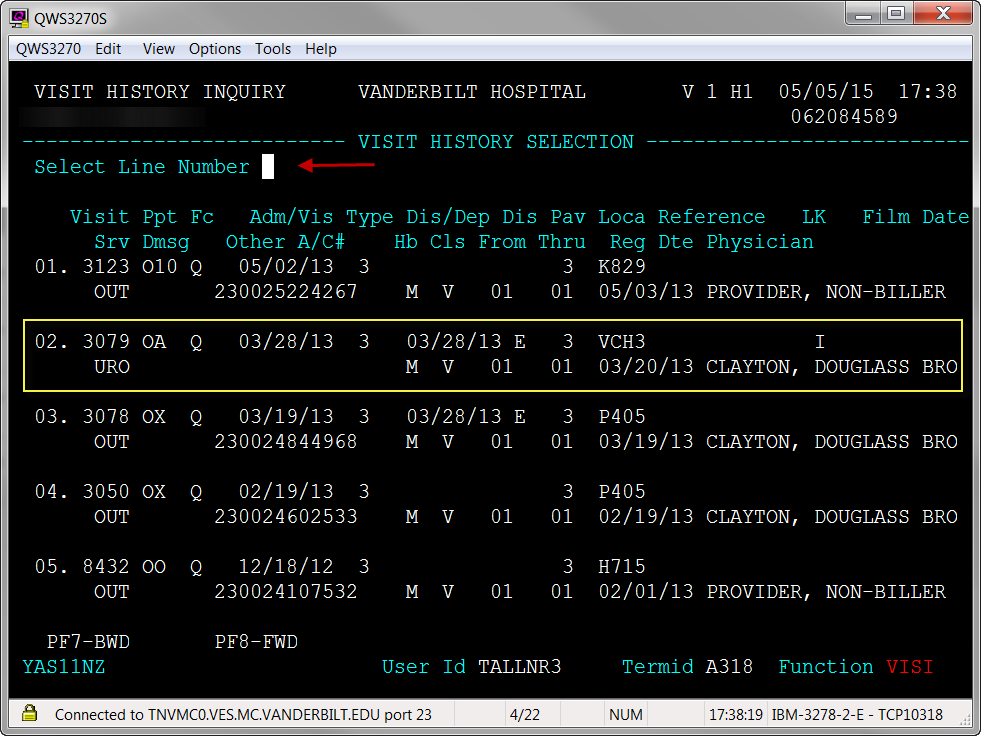 QWS3270S
QWS3270 Edit View Options Tools Help
VISIT HISTORY INQUIRY VANDERBILT HOSPITAL V 1 H1 05/05/15 17:38
062084589
VISIT HISTORY SELECTION
Select Line Number
Visit Ppt Fc Adm/Vis Type Dis/Dep Dis Pav Loca Reference LK Film Date
Srv Dmsg Other A/C# Hb Cls From Thru Reg Dte Physician
01. 3123 O10 Q 05/02/13 3 3 K829
OUT 230025224267 M V 01 01 05/03/13 PROVIDER, NON-BILLER
02. 3079 OA Q 03/28/13 3 03/28/13 E 3 VCH3 I
URO M V 01 01 03/20/13 CLAYTON, DOUGLASS BRO
03. 3078 OX Q 03/19/13 3 03/28/13 E 3 P405
OUT 230024844968 M V 01 01 03/19/13 CLAYTON, DOUGLASS BRO
04. 3050 OX Q 02/19/13 3 3 P405
OUT 230024602533 M V 01 01 02/19/13 CLAYTON, DOUGLASS BRO
05. 8432 OO Q 12/18/12 3 3 H715
OUT 230024107532 M V 01 01 02/01/13 PROVIDER, NON-BILLER
PF7-BWD PF8-FWD
YAS11NZ User Id TALLNR3 Termid A318 Function VISI
Connected to TNVMC0.VES.MC.VANDERBILT.EDU port 23 4/22 NUM 17:38:19 IBM-3278-2-E - TCP10318